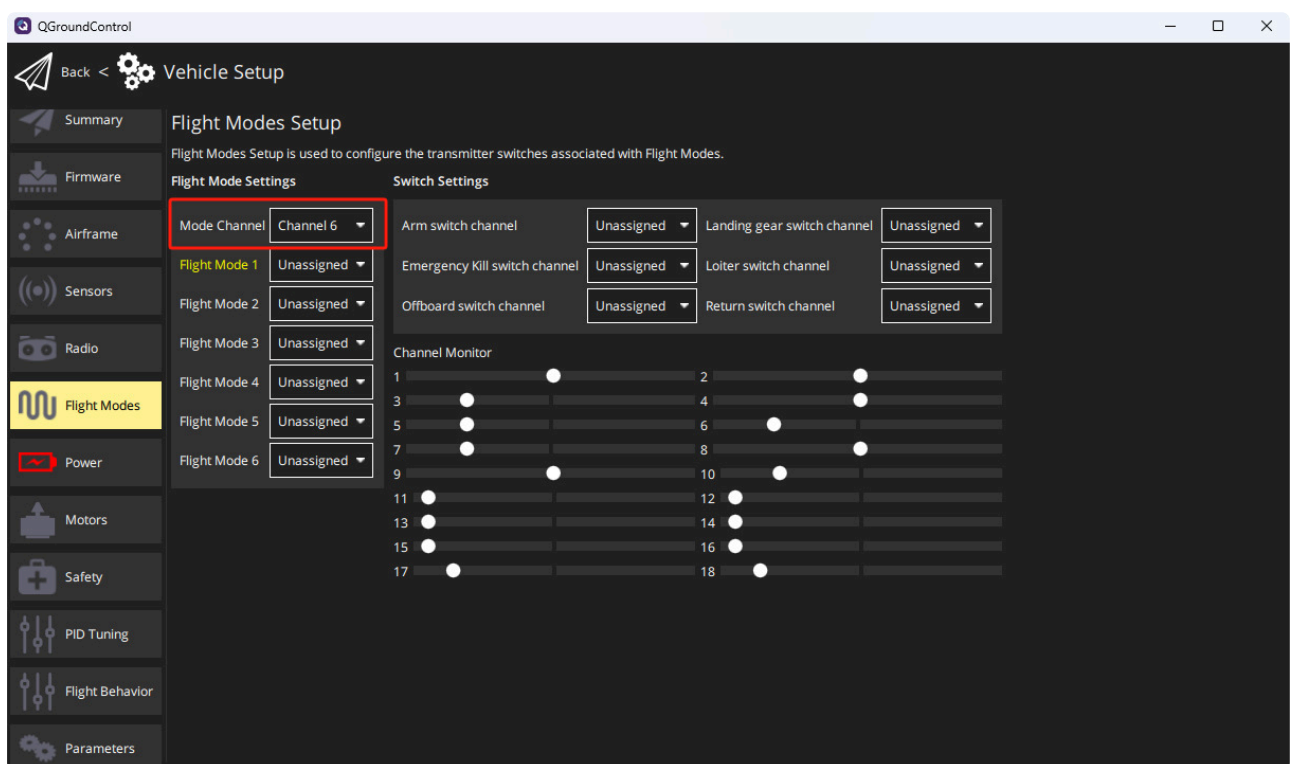 QGroundControl
Back < Vehicle Setup
Summary
Firmware
Airframe
Sensors
Radio
Flight Modes
Power
Motors
Safety
PID Tuning
Flight Behavior
Parameters
Flight Modes Setup
Flight Modes Setup is used to configure the transmitter switches associated with Flight Modes.
Flight Mode Settings
Mode Channel Channel 6
Flight Mode 1 Unassigned
Flight Mode 2 Unassigned
Flight Mode 3 Unassigned
Flight Mode 4 Unassigned
Flight Mode 5 Unassigned
Flight Mode 6 Unassigned
Switch Settings
Arm switch channel Unassigned Landing gear switch channel Unassigned
Emergency Kill switch channel Unassigned Loiter switch channel Unassigned
Offboard switch channel Unassigned Return switch channel Unassigned
Channel Monitor
1 2
3 4
5 6
7 8
9 10
11 12
13 14
15 16
17 18